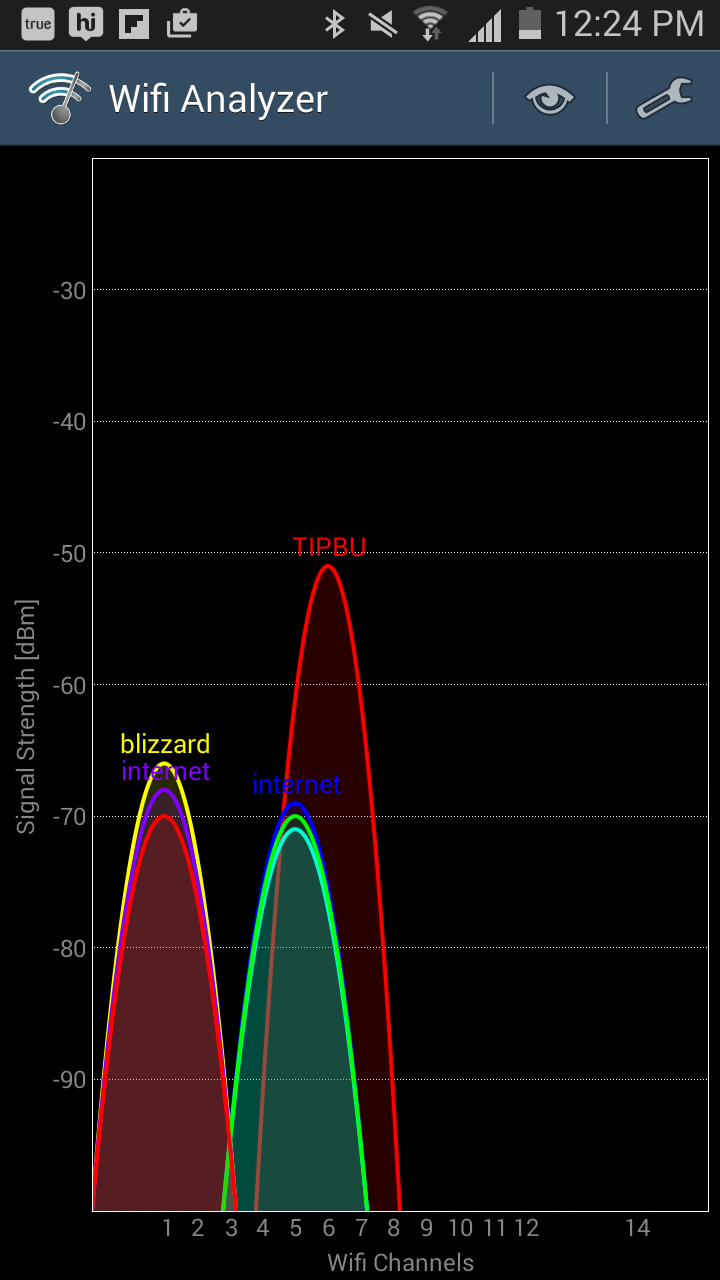 true hi 12:24 PM
Wifi Analyzer
-30
-40
-50
TIPBU
-60
Signal Strength [dBm]
blizzard
internet
internet
-70
-80
-90
1 2 3 4 5 6 7 8 9 10 11 12 14
Wifi Channels